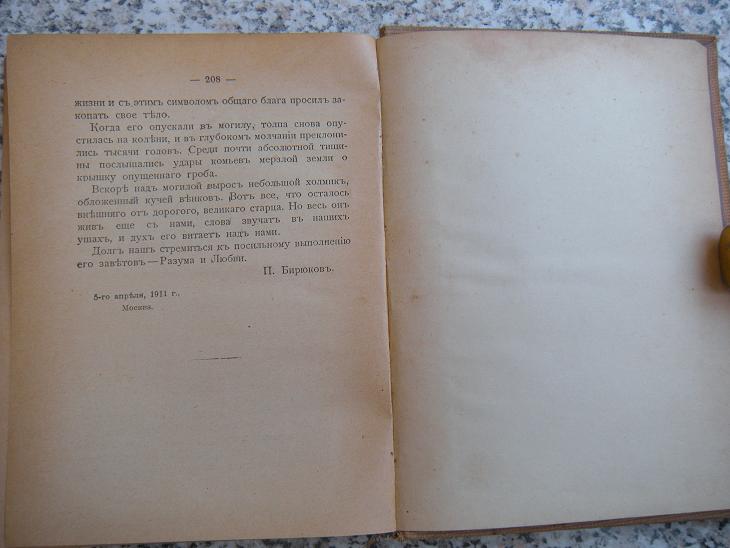 — 208 —
жизни и съ этимъ символомъ общаго блага просилъ за-
копать свое тѣло.
Когда его опускали въ могилу, толпа снова опу-
стилась на колѣни, и въ глубокомъ молчаніи преклони-
лись тысячи головъ. Среди почти абсолютной тиши-
ны послышались удары комьевъ мерзлой земли о
крышку опущеннаго гроба.
Вскорѣ надъ могилой выросъ небольшой холмикъ,
обложенный кучей вѣнковъ. Вотъ все, что осталось
внѣшняго отъ дорогого, великаго старца. Но весь онъ
живъ еще съ нами, слова звучатъ въ нашихъ
ушахъ, и духъ его витаетъ надъ нами.
Долгъ нашъ стремиться къ посильному выполненію
его завѣтовъ—Разума и Любви.
П. Бирюковъ.
5-го апрѣля, 1911 г.,
Москва.